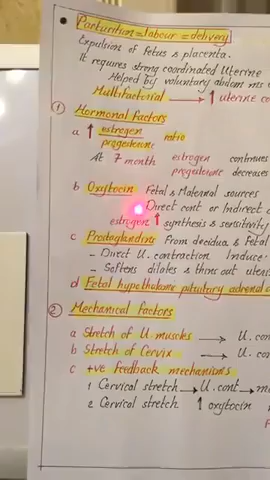 Parturition = labour = delivery
Expulsion of Fetus & placenta.
It requires strong coordinated Uterine
Helped by voluntary abdom ms
Multifactorial → ↑ uterine co
① Hormonal Factors
a ↑ estrogen / progesterone ratio
At 7 month estrogen continues
progesterone decreases
b Oxytocin Fetal & Maternal sources
Direct cont or Indirect
estrogen ↑ synthesis & sensitivity
c Prostaglandins From decidua & Fetal
– Direct U. contraction Induce
– Softens dilates & thins out uteri
d Fetal hypothalamic pituitary adrenal
② Mechanical factors
a Stretch of U muscles → U. con
b Stretch of Cervix → U. co
c +ve feedback mechanisms
1 Cervical stretch → U. cont → m
2 Cervical stretch ↑ oxytocin